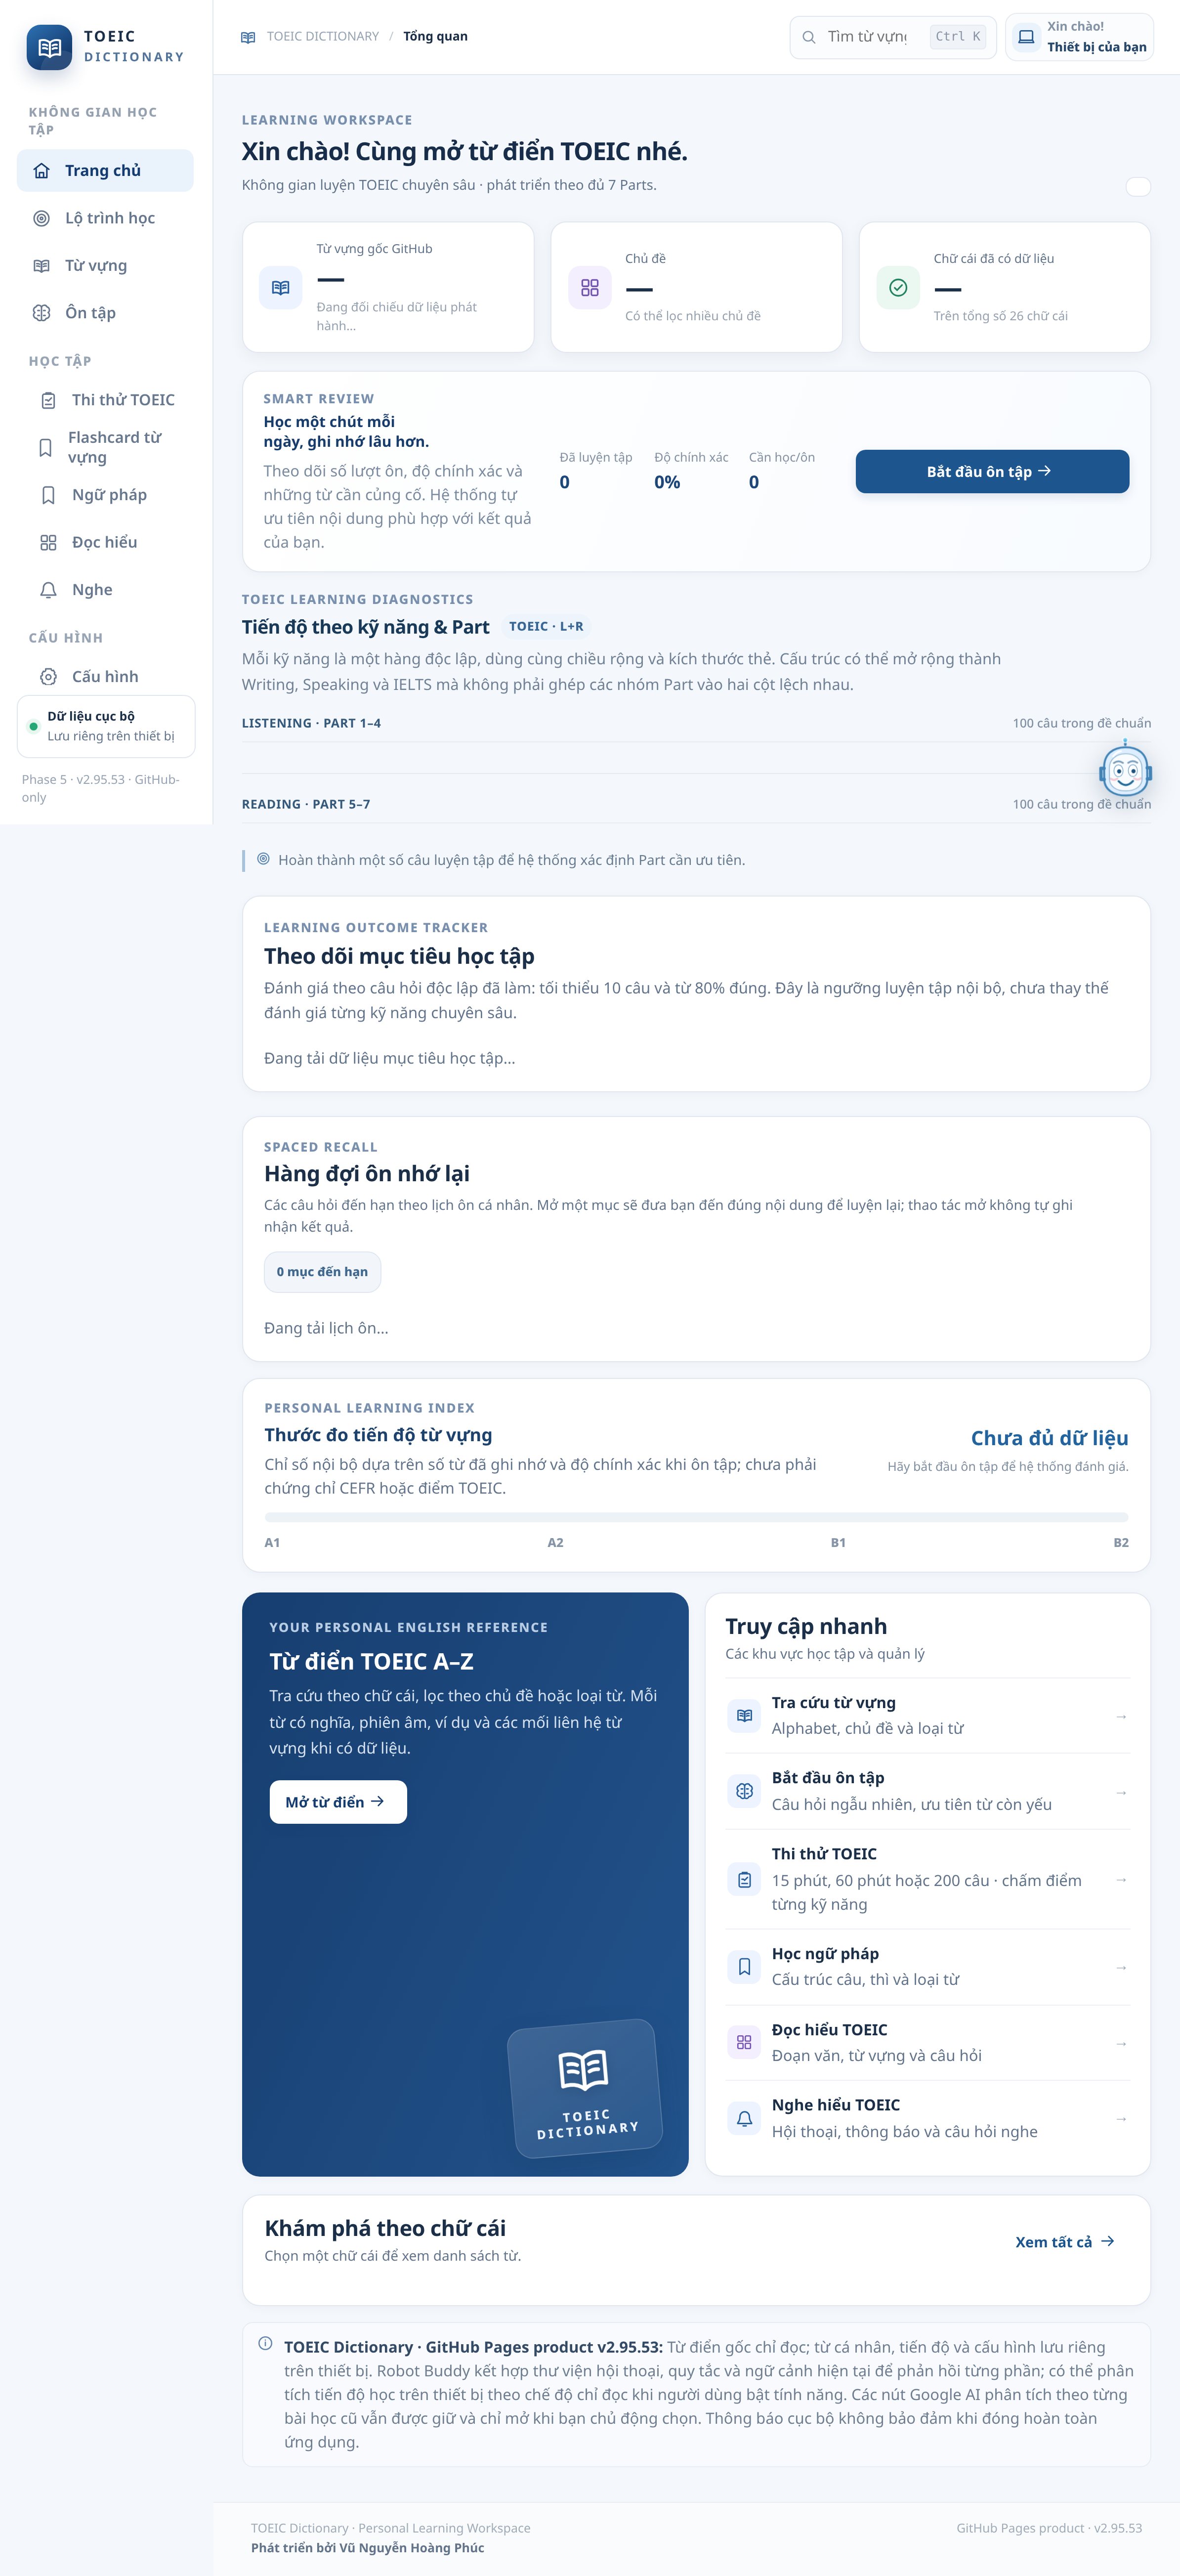 TOEIC
DICTIONARY
KHÔNG GIAN HỌC
TẬP
Trang chủ
Lộ trình học
Từ vựng
Ôn tập
HỌC TẬP
Thi thử TOEIC
Flashcard từ
vựng
Ngữ pháp
Đọc hiểu
Nghe
CẤU HÌNH
Cấu hình
Dữ liệu cục bộ
Lưu riêng trên thiết bị
Phase 5 · v2.95.53 · GitHub-
only
TOEIC DICTIONARY / Tổng quan
Tìm từ vựng
Ctrl K
Xin chào!
Thiết bị của bạn
LEARNING WORKSPACE
Xin chào! Cùng mở từ điển TOEIC nhé.
Không gian luyện TOEIC chuyên sâu · phát triển theo đủ 7 Parts.
Từ vựng gốc GitHub
—
Đang đối chiếu dữ liệu phát
hành...
Chủ đề
—
Có thể lọc nhiều chủ đề
Chữ cái đã có dữ liệu
—
Trên tổng số 26 chữ cái
SMART REVIEW
Học một chút mỗi
ngày, ghi nhớ lâu hơn.
Theo dõi số lượt ôn, độ chính xác và
những từ cần củng cố. Hệ thống tự
ưu tiên nội dung phù hợp với kết quả
của bạn.
Đã luyện tập
0
Độ chính xác
0%
Cần học/ôn
0
Bắt đầu ôn tập →
TOEIC LEARNING DIAGNOSTICS
Tiến độ theo kỹ năng & Part TOEIC · L+R
Mỗi kỹ năng là một hàng độc lập, dùng cùng chiều rộng và kích thước thẻ. Cấu trúc có thể mở rộng thành
Writing, Speaking và IELTS mà không phải ghép các nhóm Part vào hai cột lệch nhau.
LISTENING · PART 1–4 100 câu trong đề chuẩn
READING · PART 5–7 100 câu trong đề chuẩn
Hoàn thành một số câu luyện tập để hệ thống xác định Part cần ưu tiên.
LEARNING OUTCOME TRACKER
Theo dõi mục tiêu học tập
Đánh giá theo câu hỏi độc lập đã làm: tối thiểu 10 câu và từ 80% đúng. Đây là ngưỡng luyện tập nội bộ, chưa thay thế
đánh giá từng kỹ năng chuyên sâu.
Đang tải dữ liệu mục tiêu học tập...
SPACED RECALL
Hàng đợi ôn nhớ lại
Các câu hỏi đến hạn theo lịch ôn cá nhân. Mở một mục sẽ đưa bạn đến đúng nội dung để luyện lại; thao tác mở không tự ghi
nhận kết quả.
0 mục đến hạn
Đang tải lịch ôn...
PERSONAL LEARNING INDEX
Thước đo tiến độ từ vựng
Chỉ số nội bộ dựa trên số từ đã ghi nhớ và độ chính xác khi ôn tập; chưa phải
chứng chỉ CEFR hoặc điểm TOEIC.
Chưa đủ dữ liệu
Hãy bắt đầu ôn tập để hệ thống đánh giá.
A1 A2 B1 B2
YOUR PERSONAL ENGLISH REFERENCE
Từ điển TOEIC A–Z
Tra cứu theo chữ cái, lọc theo chủ đề hoặc loại từ. Mỗi
từ có nghĩa, phiên âm, ví dụ và các mối liên hệ từ
vựng khi có dữ liệu.
Mở từ điển →
TOEIC
DICTIONARY
Truy cập nhanh
Các khu vực học tập và quản lý
Tra cứu từ vựng
Alphabet, chủ đề và loại từ →
Bắt đầu ôn tập
Câu hỏi ngẫu nhiên, ưu tiên từ còn yếu →
Thi thử TOEIC
15 phút, 60 phút hoặc 200 câu · chấm điểm →
từng kỹ năng
Học ngữ pháp
Cấu trúc câu, thì và loại từ →
Đọc hiểu TOEIC
Đoạn văn, từ vựng và câu hỏi →
Nghe hiểu TOEIC
Hội thoại, thông báo và câu hỏi nghe →
Khám phá theo chữ cái
Chọn một chữ cái để xem danh sách từ.
Xem tất cả →
TOEIC Dictionary · GitHub Pages product v2.95.53: Từ điển gốc chỉ đọc; từ cá nhân, tiến độ và cấu hình lưu riêng
trên thiết bị. Robot Buddy kết hợp thư viện hội thoại, quy tắc và ngữ cảnh hiện tại để phản hồi từng phần; có thể phân
tích tiến độ học trên thiết bị theo chế độ chỉ đọc khi người dùng bật tính năng. Các nút Google AI phân tích theo từng
bài học cũ vẫn được giữ và chỉ mở khi bạn chủ động chọn. Thông báo cục bộ không bảo đảm khi đóng hoàn toàn
ứng dụng.
TOEIC Dictionary · Personal Learning Workspace
Phát triển bởi Vũ Nguyễn Hoàng Phúc
GitHub Pages product · v2.95.53